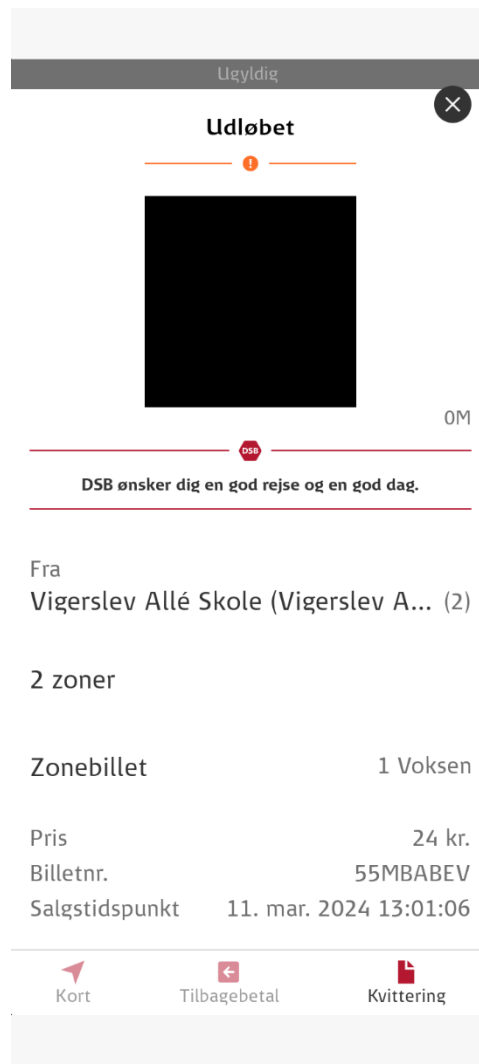 Ugyldig
Udløbet
0M
DSB
DSB ønsker dig en god rejse og en god dag.
Fra
Vigerslev Allé Skole (Vigerslev A... (2)
2 zoner
Zonebillet 1 Voksen
Pris 24 kr.
Billetnr. 55MBABEV
Salgstidspunkt 11. mar. 2024 13:01:06
Kort Tilbagebetal Kvittering